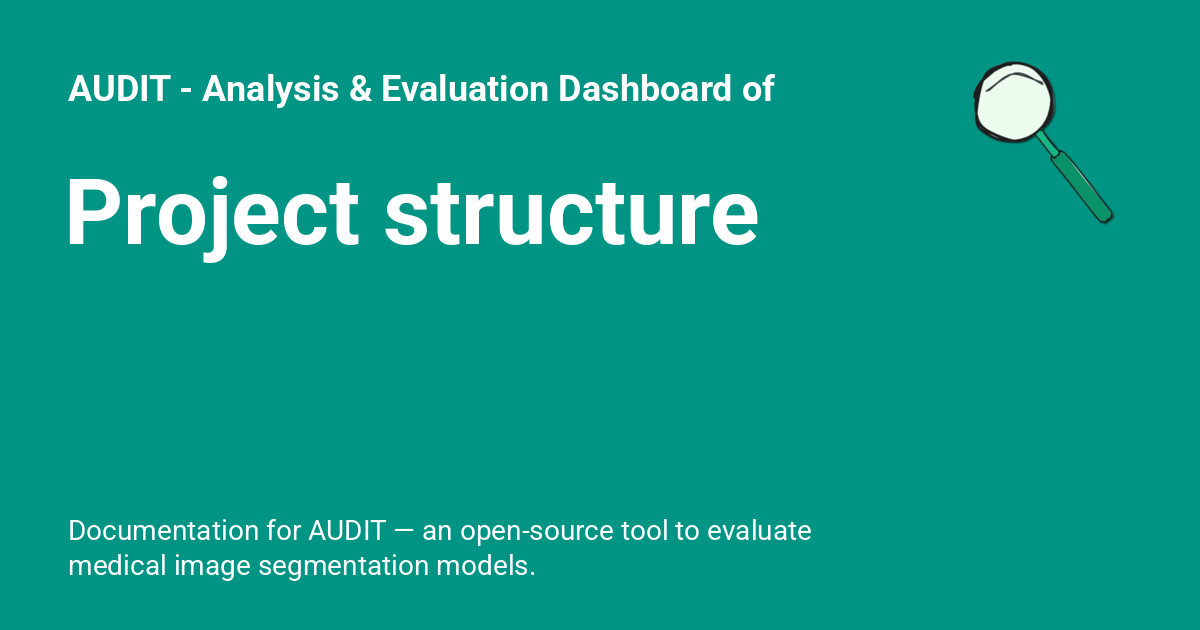 AUDIT - Analysis & Evaluation Dashboard of
Project structure
Documentation for AUDIT — an open-source tool to evaluate
medical image segmentation models.